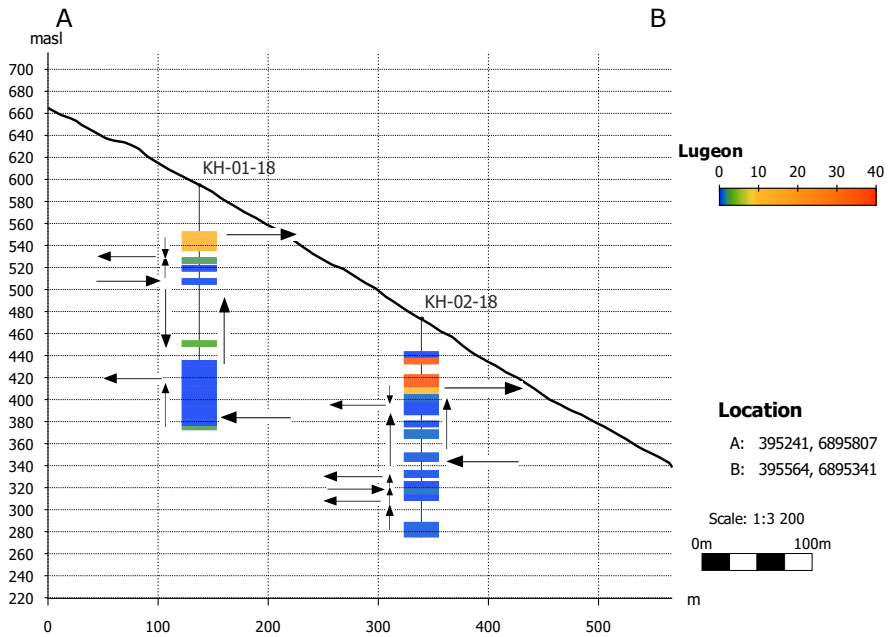 A
B
masl
700
680
660
640
620
600
580
560
540
520
500
480
460
440
420
400
380
360
340
320
300
280
260
240
220
0 100 200 300 400 500
m
KH-01-18
KH-02-18
Lugeon
0 10 20 30 40
Location
A: 395241, 6895807
B: 395564, 6895341
Scale: 1:3 200
0m 100m